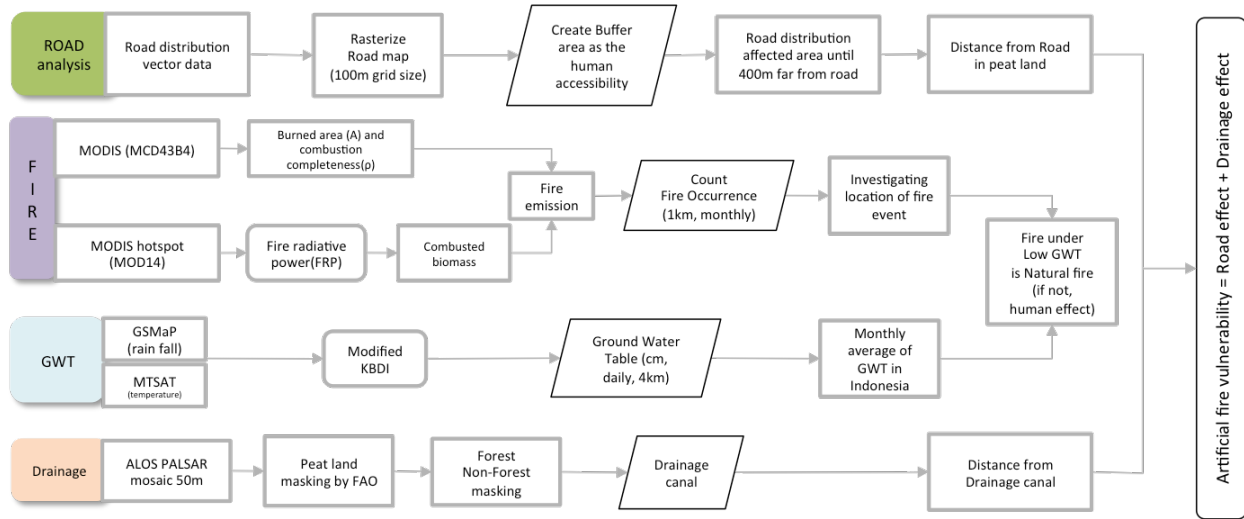 ROAD
analysis
Road distribution
vector data
Rasterize
Road map
(100m grid size)
Create Buffer
area as the
human
accessibility
Road distribution
affected area until
400m far from road
Distance from Road
in peat land
F
I
R
E
MODIS (MCD43B4)
Burned area (A) and
combustion
completeness(ρ)
MODIS hotspot
(MOD14)
Fire radiative
power(FRP)
Combusted
biomass
Fire
emission
Count
Fire Occurrence
(1km, monthly)
Investigating
location of fire
event
Fire under
Low GWT
is Natural fire
(if not,
human effect)
GWT
GSMaP
(rain fall)
MTSAT
(temperature)
Modified
KBDI
Ground Water
Table (cm,
daily, 4km)
Monthly
average of
GWT in
Indonesia
Drainage
ALOS PALSAR
mosaic 50m
Peat land
masking by FAO
Forest
Non-Forest
masking
Drainage
canal
Distance from
Drainage canal
Artificial fire vulnerability = Road effect + Drainage effect